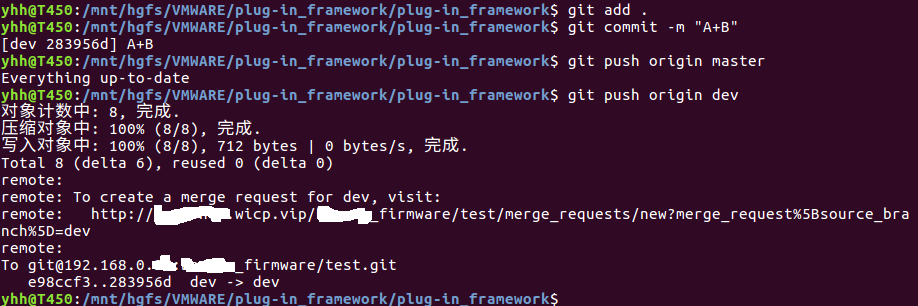 yhh@T450:/mnt/hgfs/VMWARE/plug-in_framework/plug-in_framework$ git add .
yhh@T450:/mnt/hgfs/VMWARE/plug-in_framework/plug-in_framework$ git commit -m "A+B"
[dev 283956d] A+B
yhh@T450:/mnt/hgfs/VMWARE/plug-in_framework/plug-in_framework$ git push origin master
Everything up-to-date
yhh@T450:/mnt/hgfs/VMWARE/plug-in_framework/plug-in_framework$ git push origin dev
对象计数中: 8, 完成.
压缩对象中: 100% (8/8), 完成.
写入对象中: 100% (8/8), 712 bytes | 0 bytes/s, 完成.
Total 8 (delta 6), reused 0 (delta 0)
remote:
remote: To create a merge request for dev, visit:
remote:   http:// wicp.vip/ _firmware/test/merge_requests/new?merge_request%5Bsource_bra
nch%5D=dev
remote:
To git@192.168.0. _firmware/test.git
   e98ccf3..283956d  dev -> dev
yhh@T450:/mnt/hgfs/VMWARE/plug-in_framework/plug-in_framework$